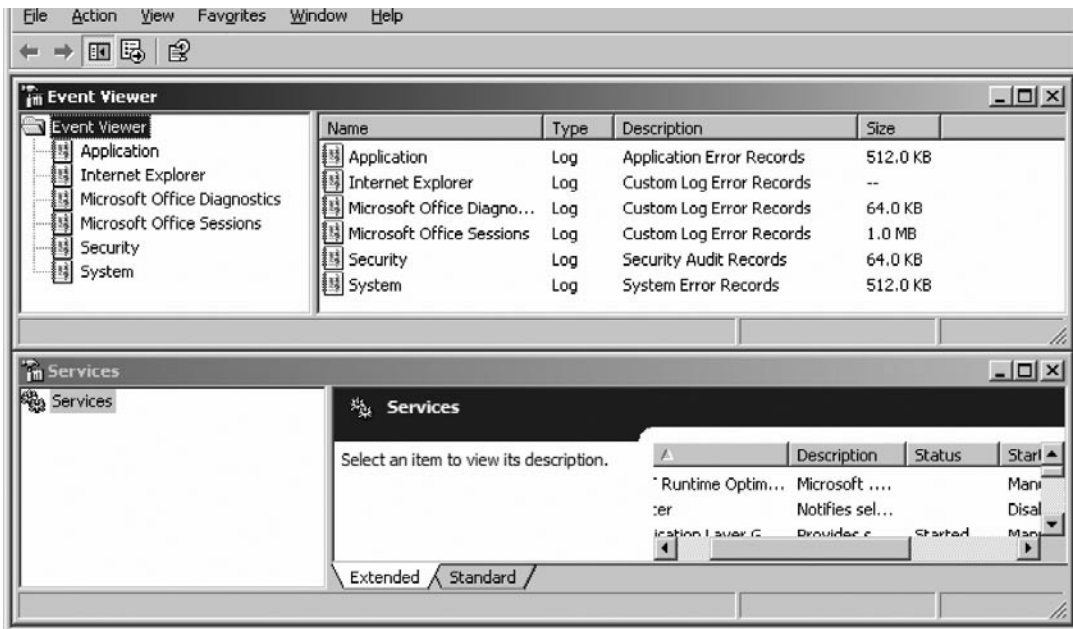 File Action View Favorites Window Help
Event Viewer
Event Viewer
Application
Internet Explorer
Microsoft Office Diagnostics
Microsoft Office Sessions
Security
System
Name Type Description Size
Application Log Application Error Records 512.0 KB
Internet Explorer Log Custom Log Error Records --
Microsoft Office Diagno... Log Custom Log Error Records 64.0 KB
Microsoft Office Sessions Log Custom Log Error Records 1.0 MB
Security Log Security Audit Records 64.0 KB
System Log System Error Records 512.0 KB
Services
Services
Services
Select an item to view its description.
Description Status Start
Runtime Optim... Microsoft .... Man
Notifies sel... Disal
Started
Extended Standard